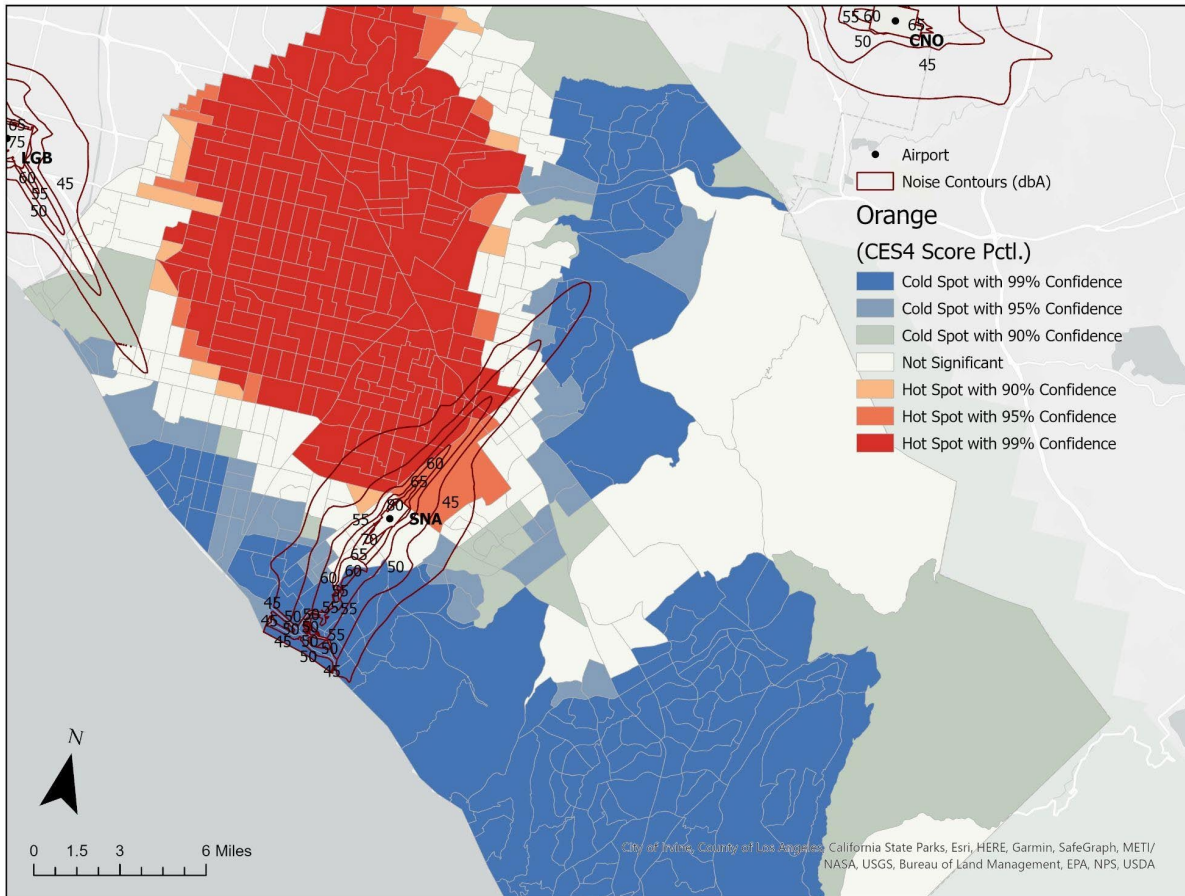 55 60 65
CNO
50
45
65
75
LGB
60
45
55
50
Airport
Noise Contours (dbA)
Orange
(CES4 Score Pctl.)
Cold Spot with 99% Confidence
Cold Spot with 95% Confidence
Cold Spot with 90% Confidence
Not Significant
Hot Spot with 90% Confidence
Hot Spot with 95% Confidence
Hot Spot with 99% Confidence
60
65
80 45
55 SNA
70
65
60 60 50
55
45 50 50 55 55
45 50 50
45 50 55
50 50
45
N
0 1.5 3 6 Miles
City of Irvine, County of Los Angeles, California State Parks, Esri, HERE, Garmin, SafeGraph, METI/
NASA, USGS, Bureau of Land Management, EPA, NPS, USDA